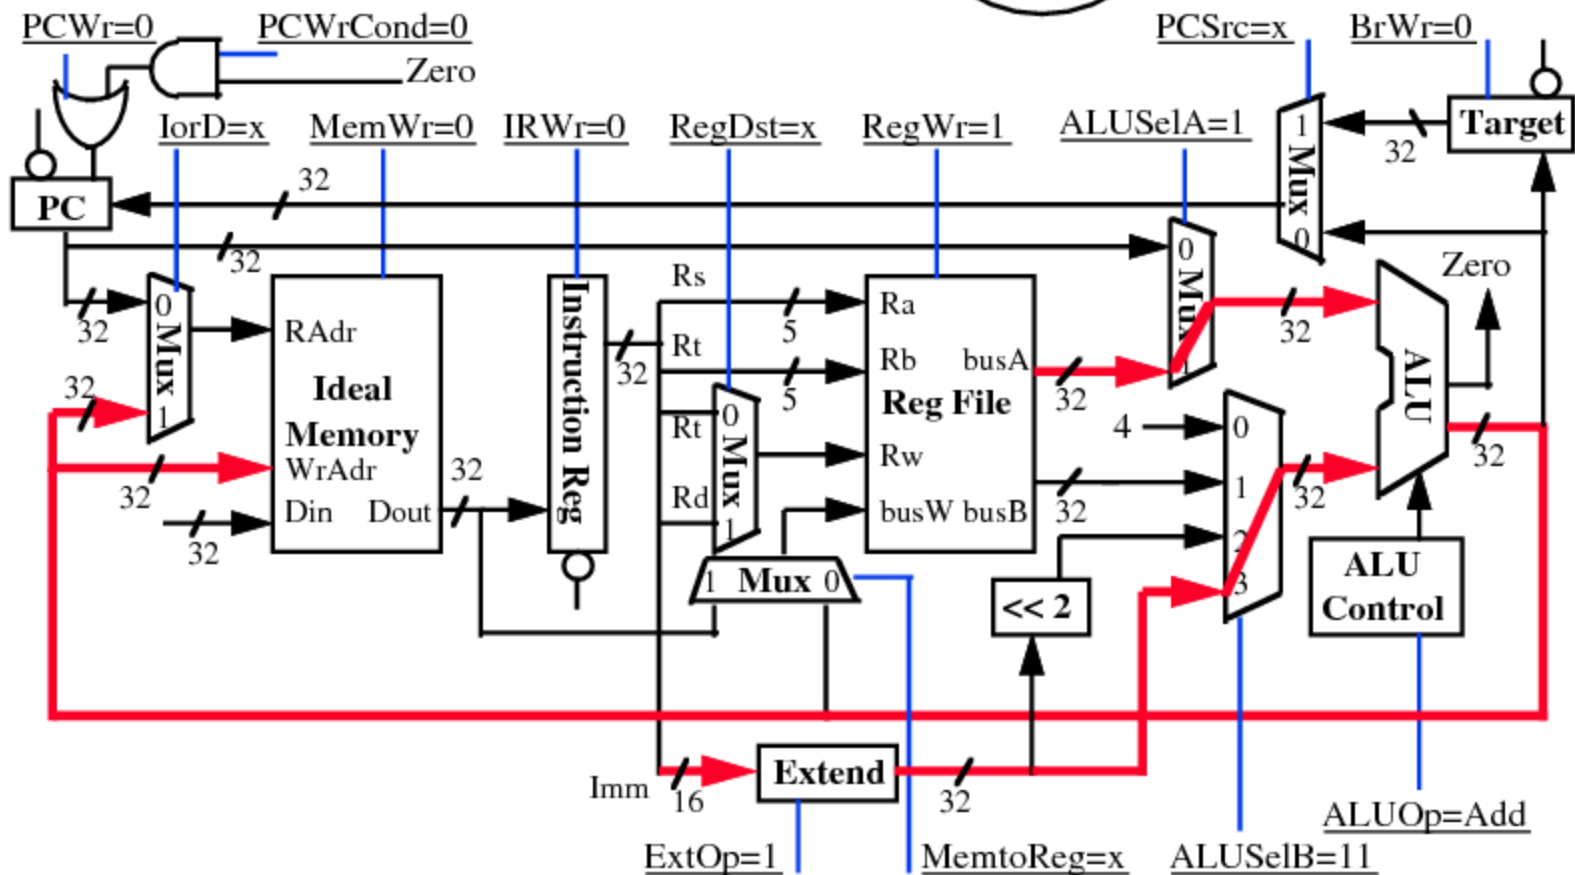 PCWr=0
PCWrCond=0
PCSrc=x
BrWr=0
Zero
IorD=x
MemWr=0
IRWr=0
RegDst=x
RegWr=1
ALUSelA=1
1
Mux
0
32
Target
PC
32
32
Rs
0
Mux
1
Zero
32
0
Mux
1
32
RAdr
Ideal
Memory
WrAdr
Din
Dout
32
32
32
32
Instruction Reg
32
Rt
5
5
Ra
Rb
busA
Reg File
Rw
busW
busB
32
32
4
0
1
2
3
32
ALU
32
Rt
Rd
0
Mux
1
1
Mux
0
<< 2
ALU
Control
Imm
16
Extend
32
ExtOp=1
MemtoReg=x
ALUSelB=11
ALUOp=Add